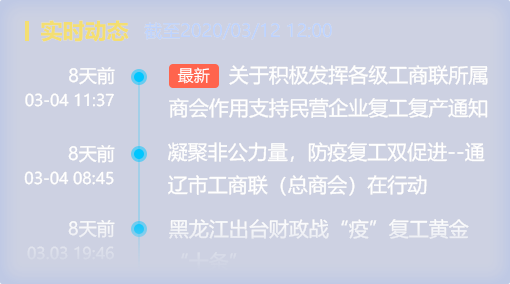 实时动态
8天前
03-04 11:37
最新 关于积极发挥各级工商联所属
商会作用支持民营企业复工复产通知
8天前
03-04 08:45
凝聚非公力量，防疫复工双促进--通
辽市工商联（总商会）在行动
8天前
03.03 19:46
黑龙江出台财政战“疫”复工黄金